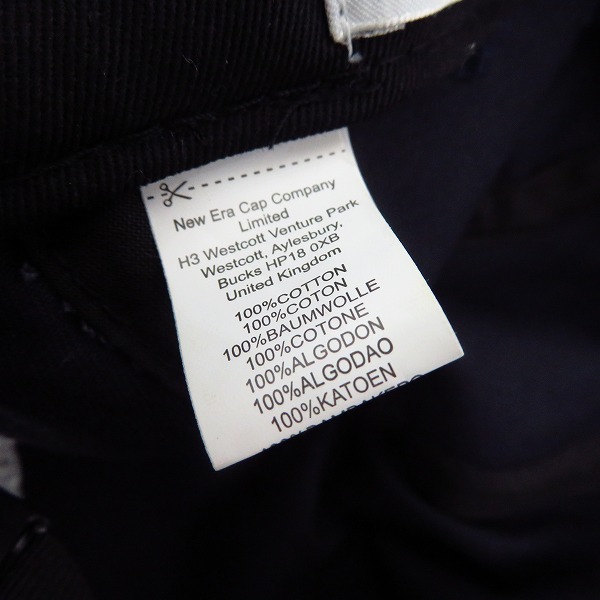 New Era Cap Company
Limited
H3 Westcott Venture Park
Westcott, Aylesbury,
Bucks HP18 0XB
United Kingdom
100%COTTON
100%COTON
100%BAUMWOLLE
100%COTONE
100%ALGODON
100%ALGODAO
100%KATOEN